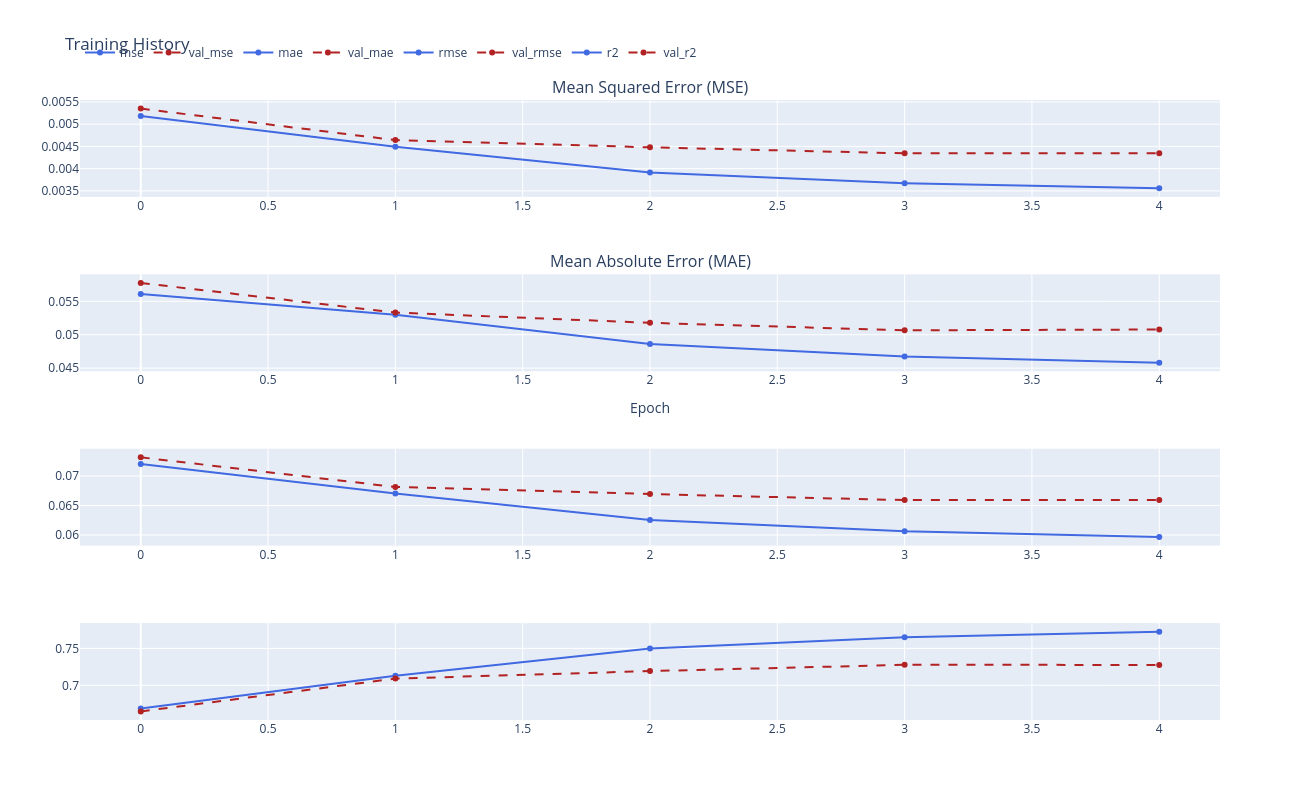 Training History
mse val_mse mae val_mae rmse val_rmse r2 val_r2
Mean Squared Error (MSE)
0.0055
0.005
0.0045
0.004
0.0035
0 0.5 1 1.5 2 2.5 3 3.5 4
Mean Absolute Error (MAE)
0.055
0.05
0.045
0 0.5 1 1.5 2 2.5 3 3.5 4
Epoch
0.07
0.065
0.06
0 0.5 1 1.5 2 2.5 3 3.5 4
0.75
0.7
0 0.5 1 1.5 2 2.5 3 3.5 4